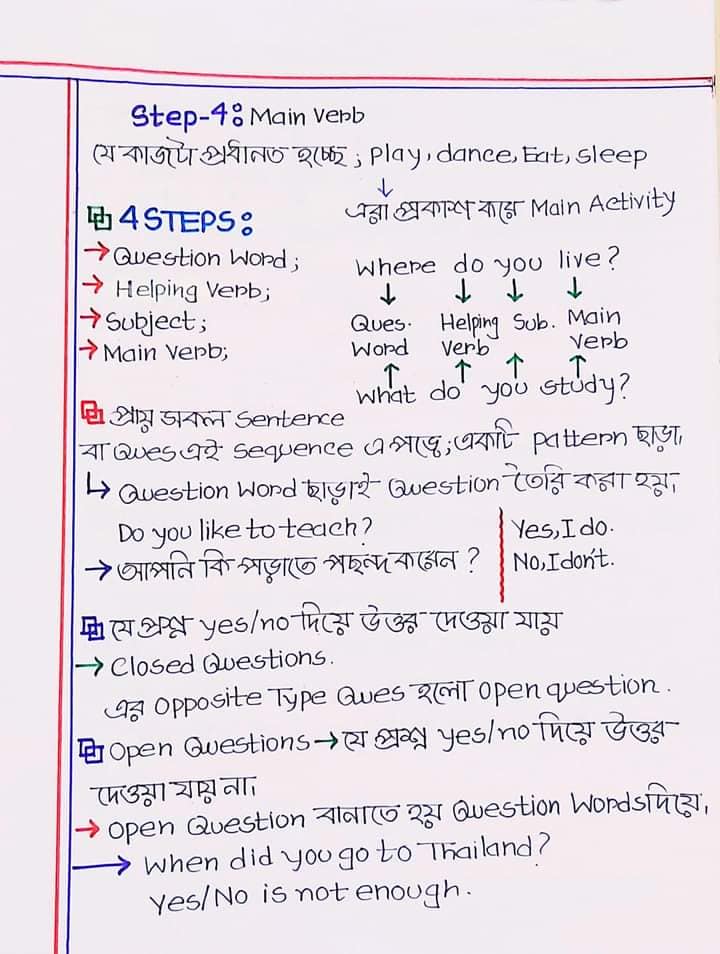 Step-4: Main Verb
যে কাজটা প্রধানত হচ্ছে; Play, dance, Eat, sleep
↓
এরা প্রকাশ করে Main Activity
4 STEPS:
→ Question Word;
→ Helping Verb;
→ Subject;
→ Main Verb;
Where do you live?
↓ ↓ ↓ ↓
Ques. Word Helping Verb Sub. Main Verb
↑ ↑ ↑ ↑
What do you study?
প্রায় সকল Sentence
বা Ques এই Sequence এ পড়ে; একটি pattern ছাড়া,
↳ Question Word ছাড়াই Question তৈরি করা হয়,
Do you like to teach?
→ আপনি কি পড়াতে পছন্দ করেন?
Yes, I do.
No, I don't.
যে প্রশ্ন yes/no দিয়ে উত্তর দেওয়া যায়
→ Closed Questions.
এর Opposite Type Ques হলো Open question.
Open Questions → যে প্রশ্ন yes/no দিয়ে উত্তর
দেওয়া যায় না,
→ Open Question বানাতে হয় Question Words দিয়ে,
→ When did you go to Thailand?
Yes/No is not enough.